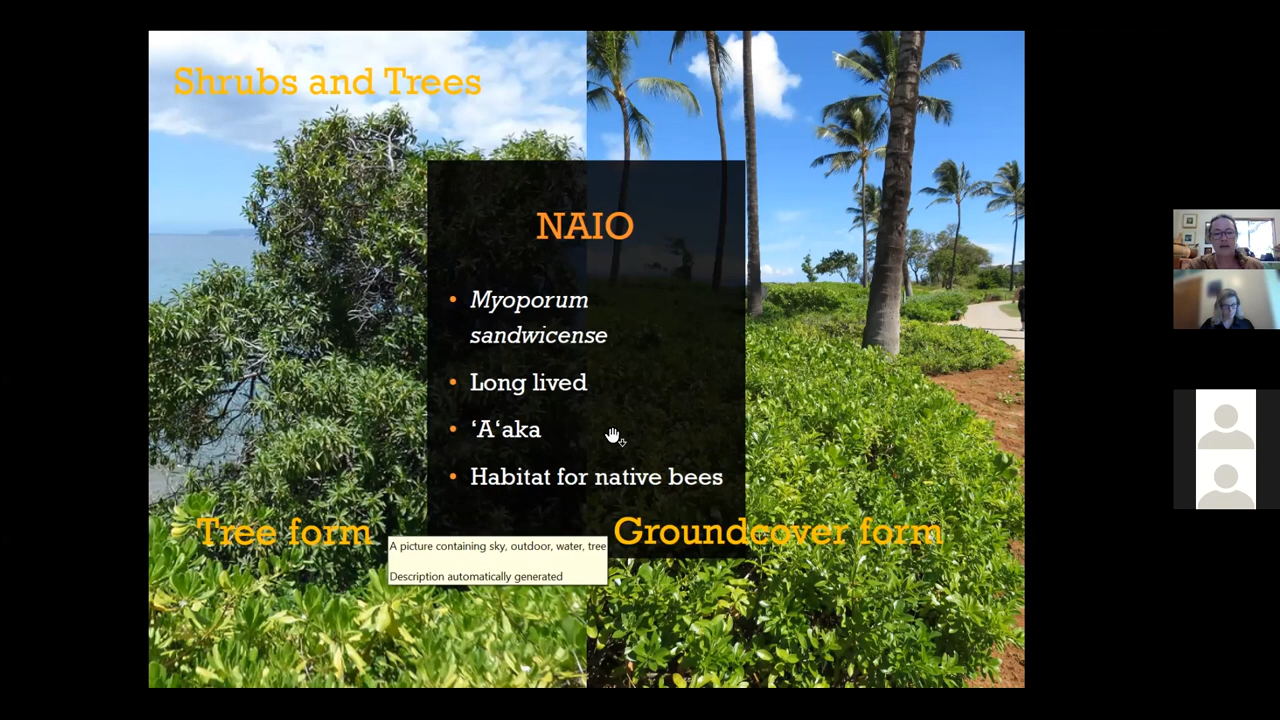 Shrubs and Trees
NAIO
• Myoporum
sandwicense
• Long lived
• ‘A‘aka
• Habitat for native bees
Tree form
Groundcover form
A picture containing sky, outdoor, water, tree
Description automatically generated